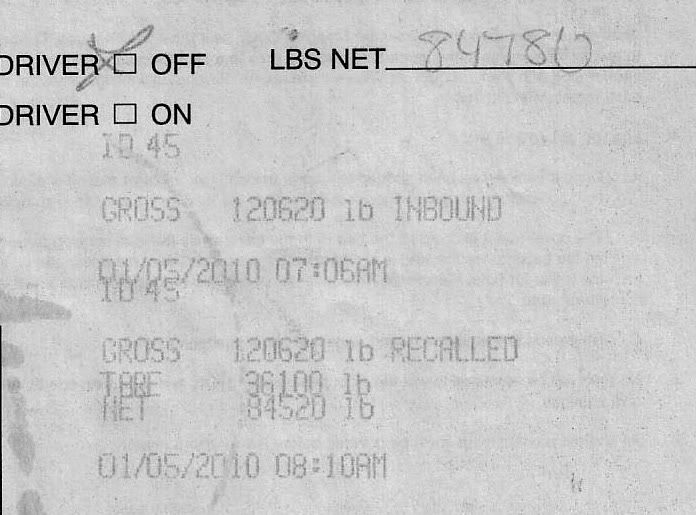 DRIVER ☐ OFF LBS NET 84780
DRIVER ☐ ON
ID 45
GROSS 120620 lb INBOUND
01/05/2010 07:06AM
ID 45
GROSS 120620 lb RECALLED
TARE 36100 lb
NET 84520 lb
01/05/2010 08:10AM